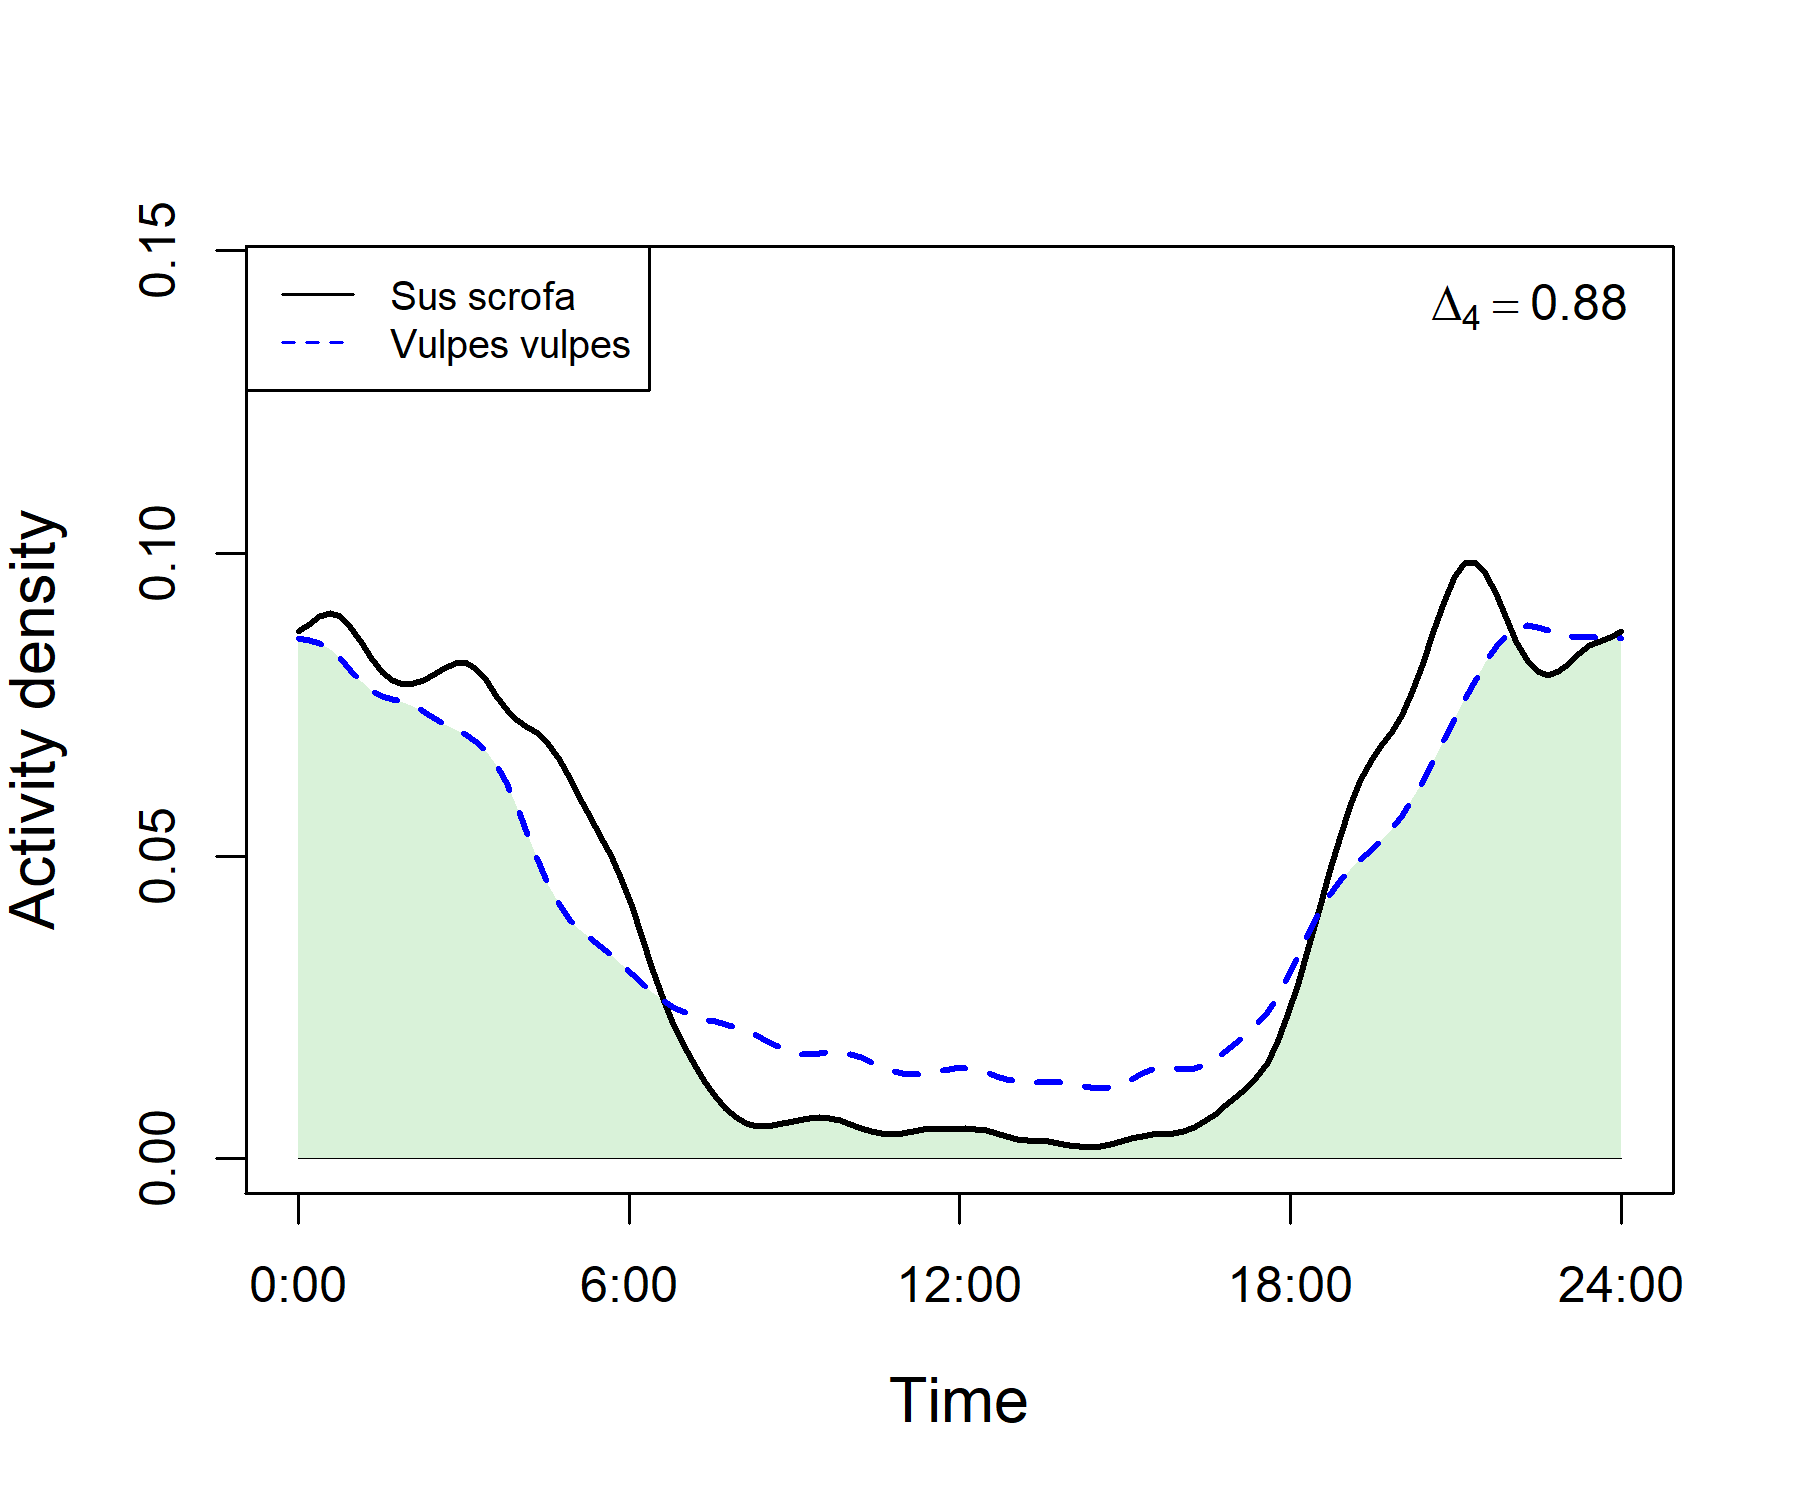 0.15
0.10
0.05
0.00
Activity density
Sus scrofa
Vulpes vulpes
Δ4 = 0.88
0:00 6:00 12:00 18:00 24:00
Time